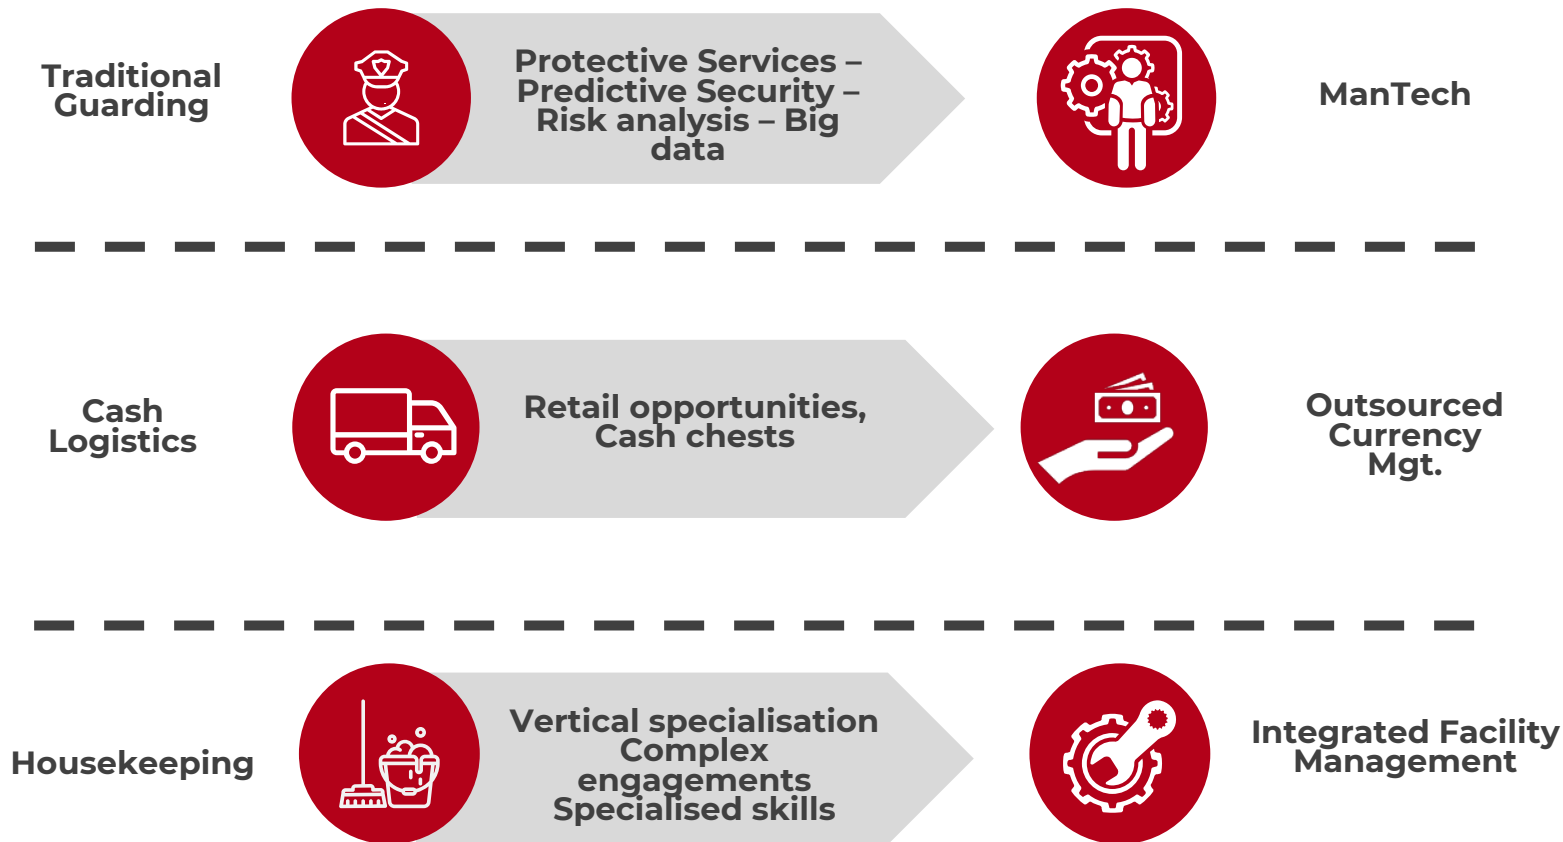 Traditional
Guarding
Protective Services –
Predictive Security –
Risk analysis – Big
data
ManTech
Cash
Logistics
Retail opportunities,
Cash chests
Outsourced
Currency
Mgt.
Housekeeping
Vertical specialisation
Complex
engagements
Specialised skills
Integrated Facility
Management